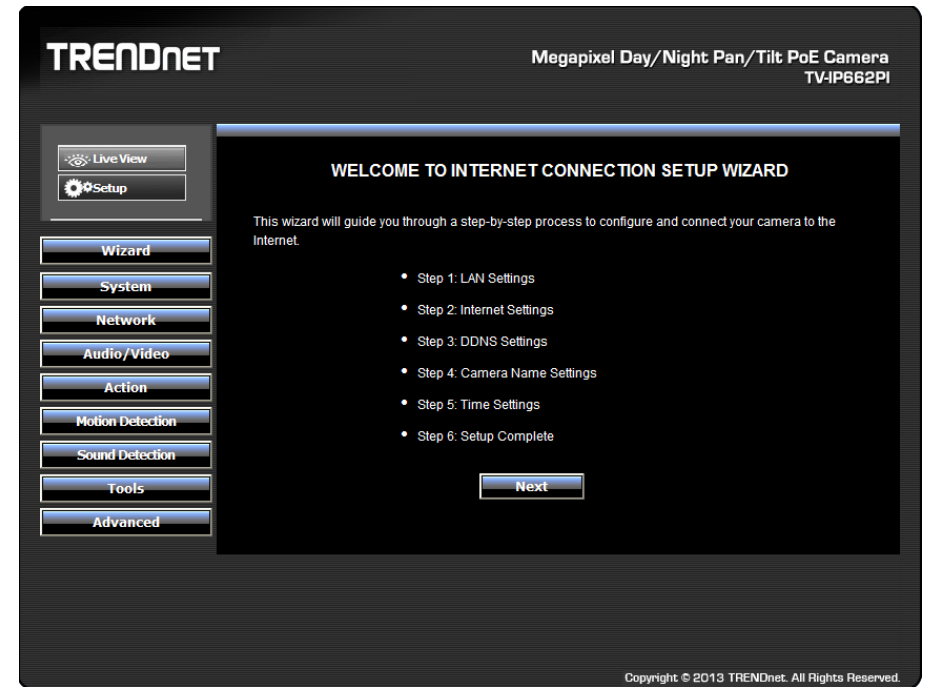 TRENDNET
Megapixel Day/Night Pan/Tilt PoE Camera
TV-IP662PI
Live View
Setup
WELCOME TO INTERNET CONNECTION SETUP WIZARD
This wizard will guide you through a step-by-step process to configure and connect your camera to the
Internet.
Wizard
System
Network
Audio/Video
Action
Motion Detection
Sound Detection
Tools
Advanced
• Step 1: LAN Settings
• Step 2: Internet Settings
• Step 3: DDNS Settings
• Step 4: Camera Name Settings
• Step 5: Time Settings
• Step 6: Setup Complete
Next
Copyright © 2013 TRENDnet. All Rights Reserved.